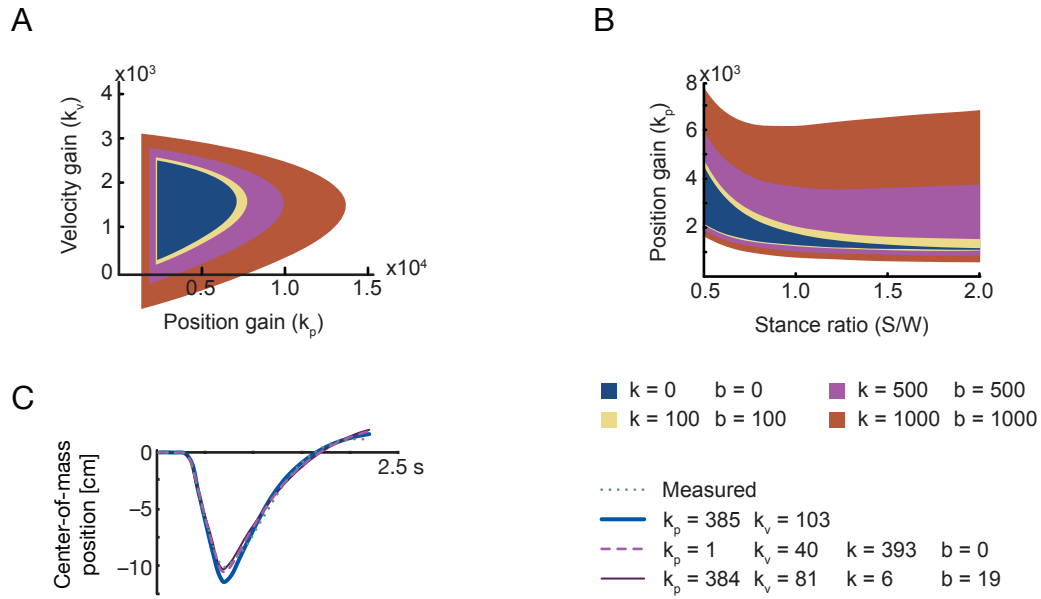 A
x10³
Velocity gain (kᵥ)
4
3
2
1
0
0.5
1.0
1.5
x10⁴
Position gain (kₚ)
B
x10³
Position gain (kₚ)
8
6
4
2
0.5
1.0
1.5
2.0
Stance ratio (S/W)
k = 0 b = 0
k = 500 b = 500
k = 100 b = 100
k = 1000 b = 1000
C
Center-of-mass
position [cm]
0
−5
−10
2.5 s
Measured
kₚ = 385 kᵥ = 103
kₚ = 1 kᵥ = 40 k = 393 b = 0
kₚ = 384 kᵥ = 81 k = 6 b = 19